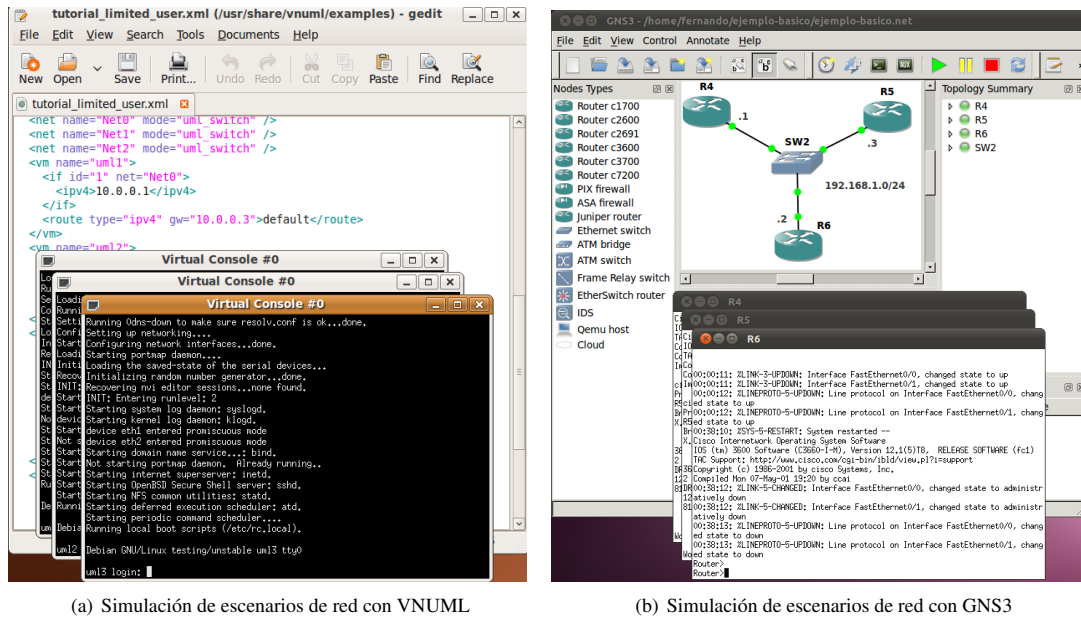 tutorial_limited_user.xml (/usr/share/vnuml/examples) - gedit
File Edit View Search Tools Documents Help
New Open Save Print... Undo Redo Cut Copy Paste Find Replace
tutorial_limited_user.xml
<net name="Net0" mode="uml_switch" />
<net name="Net1" mode="uml_switch" />
<net name="Net2" mode="uml_switch" />
<vm name="uml1">
<if id="1" net="Net0">
<ipv4>10.0.0.1</ipv4>
</if>
<route type="ipv4" gw="10.0.0.3">default</route>
</vm>
<vm name="uml2">
Virtual Console #0
Virtual Console #0
Virtual Console #0
Running 0dns-down to make sure resolv.conf is ok...done.
Setting up networking....
Configuring network interfaces...done.
Starting portmap daemon....
Loading the saved-state of the serial devices...
Initializing random number generator...done.
Recovering nvi editor sessions...none found.
INIT: Entering runlevel: 2
Starting system log daemon: syslogd.
Starting kernel log daemon: klogd.
device eth1 entered promiscuous mode
device eth2 entered promiscuous mode
Starting domain name service...: bind.
Not starting portmap daemon. Already running..
Starting internet superserver: inetd.
Starting OpenBSD Secure Shell server: sshd.
Starting NFS common utilities: statd.
Starting deferred execution scheduler: atd.
Starting periodic command scheduler....
Running local boot scripts (/etc/rc.local).
Debian GNU/Linux testing/unstable uml3 tty0
uml3 login:
uml2
(a) Simulación de escenarios de red con VNUML
GNS3 - /home/fernando/ejemplo-basico/ejemplo-basico.net
File Edit View Control Annotate Help
Nodes Types
Router c1700
Router c2600
Router c2691
Router c3600
Router c3700
Router c7200
PIX firewall
ASA firewall
Juniper router
Ethernet switch
ATM bridge
ATM switch
Frame Relay switch
EtherSwitch router
IDS
Qemu host
Cloud
R4
R5
.1
SW2
.3
192.168.1.0/24
.2
R6
Topology Summary
R4
R5
R6
SW2
R4
R5
R6
00:00:11: %LINK-3-UPDOWN: Interface FastEthernet0/0, changed state to up
00:00:11: %LINK-3-UPDOWN: Interface FastEthernet0/1, changed state to up
00:00:12: %LINEPROTO-5-UPDOWN: Line protocol on Interface FastEthernet0/0, chang
ed state to up
00:00:12: %LINEPROTO-5-UPDOWN: Line protocol on Interface FastEthernet0/1, chang
ed state to up
00:38:10: %SYS-5-RESTART: System restarted --
Cisco Internetwork Operating System Software
IOS (tm) 3600 Software (C3660-I-M), Version 12.1(5)T8, RELEASE SOFTWARE (fc1)
TAC Support: http://www.cisco.com/cgi-bin/ibld/view.pl?i=support
Copyright (c) 1986-2001 by cisco Systems, Inc.
Compiled Mon 07-May-01 19:20 by ccai
00:38:12: %LINK-5-CHANGED: Interface FastEthernet0/0, changed state to administr
atively down
00:38:12: %LINK-5-CHANGED: Interface FastEthernet0/1, changed state to administr
atively down
00:38:13: %LINEPROTO-5-UPDOWN: Line protocol on Interface FastEthernet0/0, chang
ed state to down
00:38:13: %LINEPROTO-5-UPDOWN: Line protocol on Interface FastEthernet0/1, chang
ed state to down
Router>
Router>
(b) Simulación de escenarios de red con GNS3